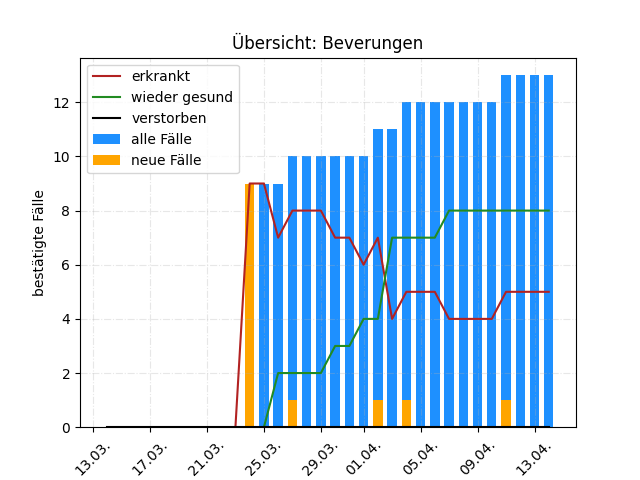 Übersicht: Beverungen
erkrankt
wieder gesund
verstorben
alle Fälle
neue Fälle
bestätigte Fälle
12
10
8
6
4
2
0
13.03.
17.03.
21.03.
25.03.
29.03.
01.04.
05.04.
09.04.
13.04.